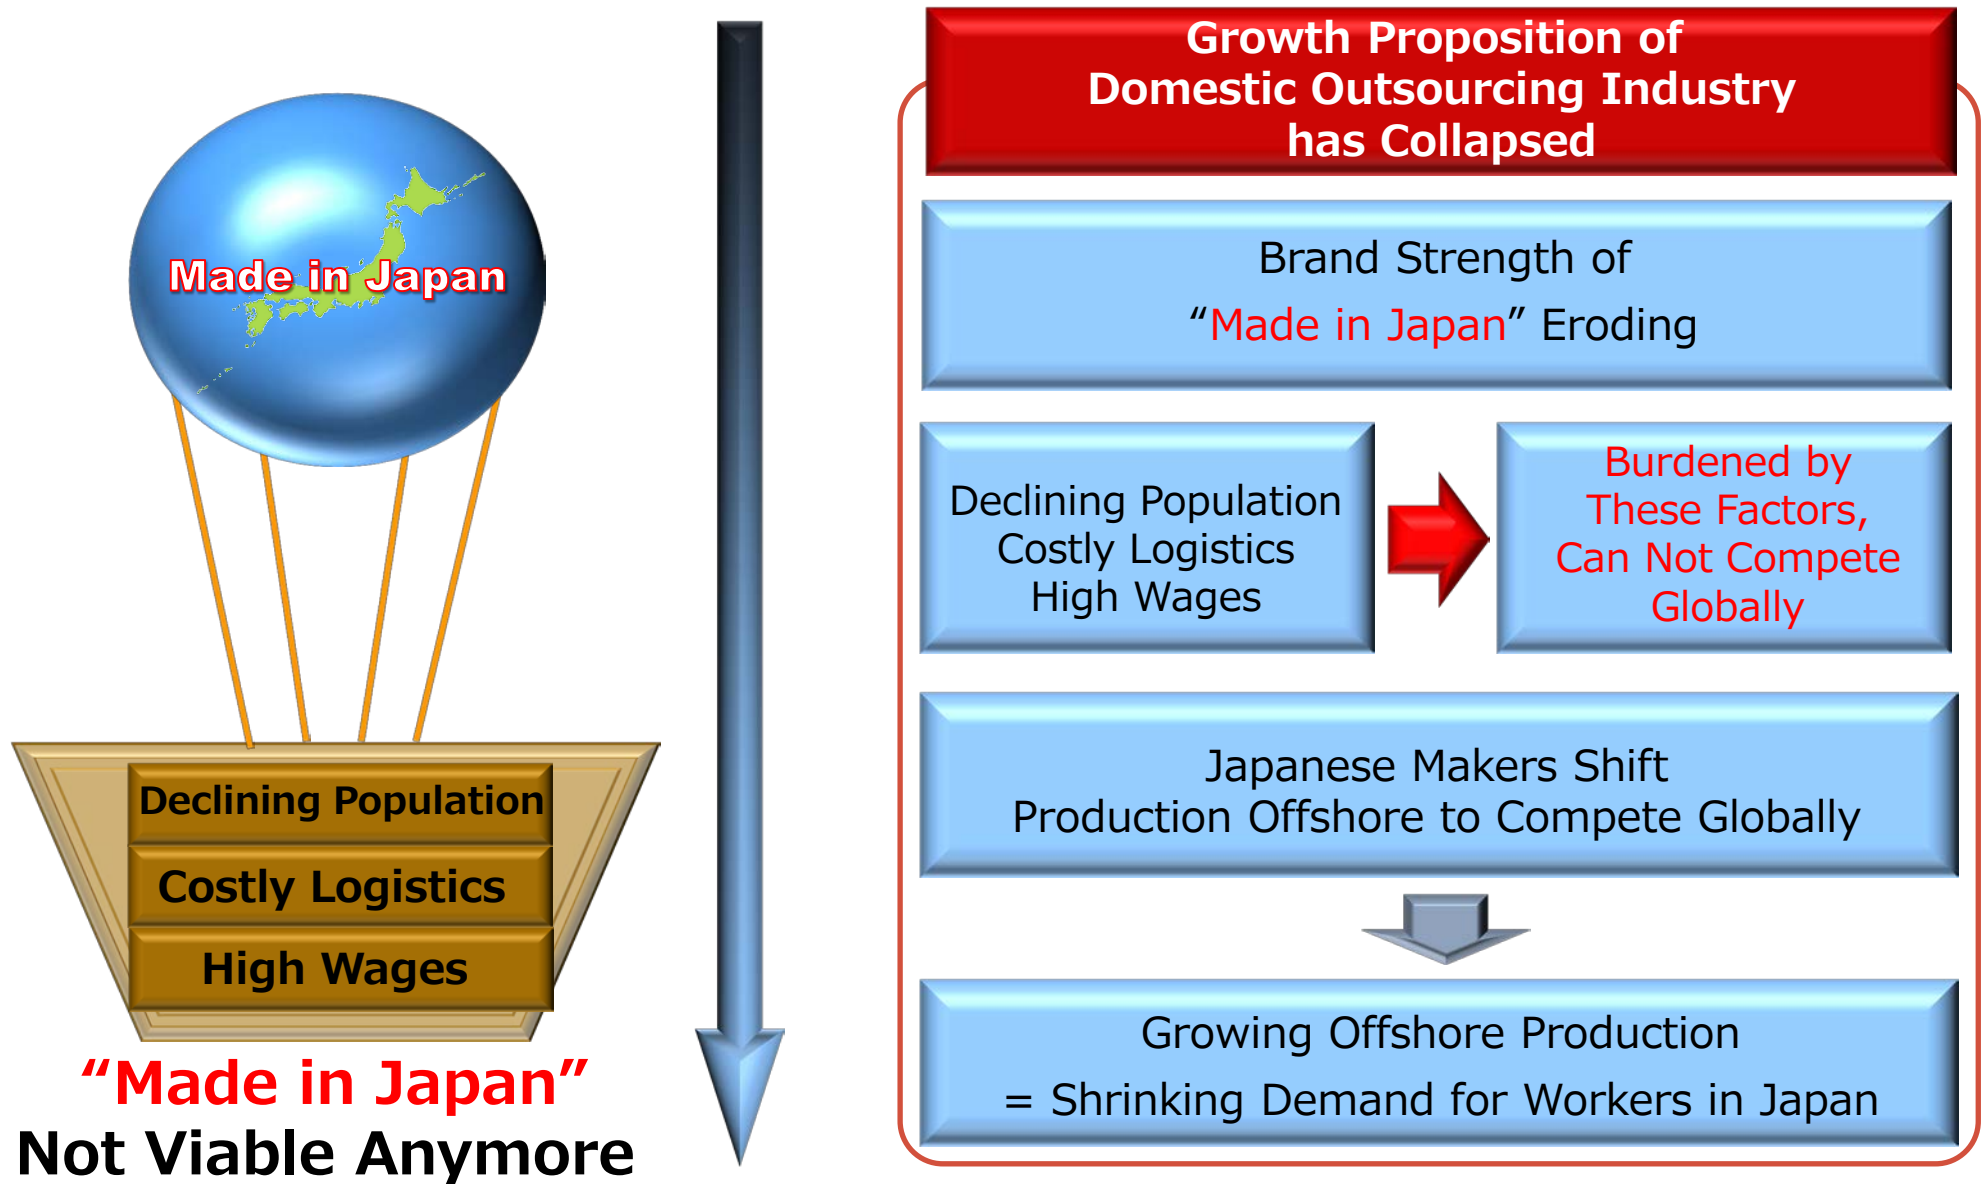 Made in Japan
Declining Population
Costly Logistics
High Wages
“Made in Japan”
Not Viable Anymore
Growth Proposition of
Domestic Outsourcing Industry
has Collapsed
Brand Strength of
“Made in Japan” Eroding
Declining Population
Costly Logistics
High Wages
Burdened by
These Factors,
Can Not Compete
Globally
Japanese Makers Shift
Production Offshore to Compete Globally
Growing Offshore Production
= Shrinking Demand for Workers in Japan